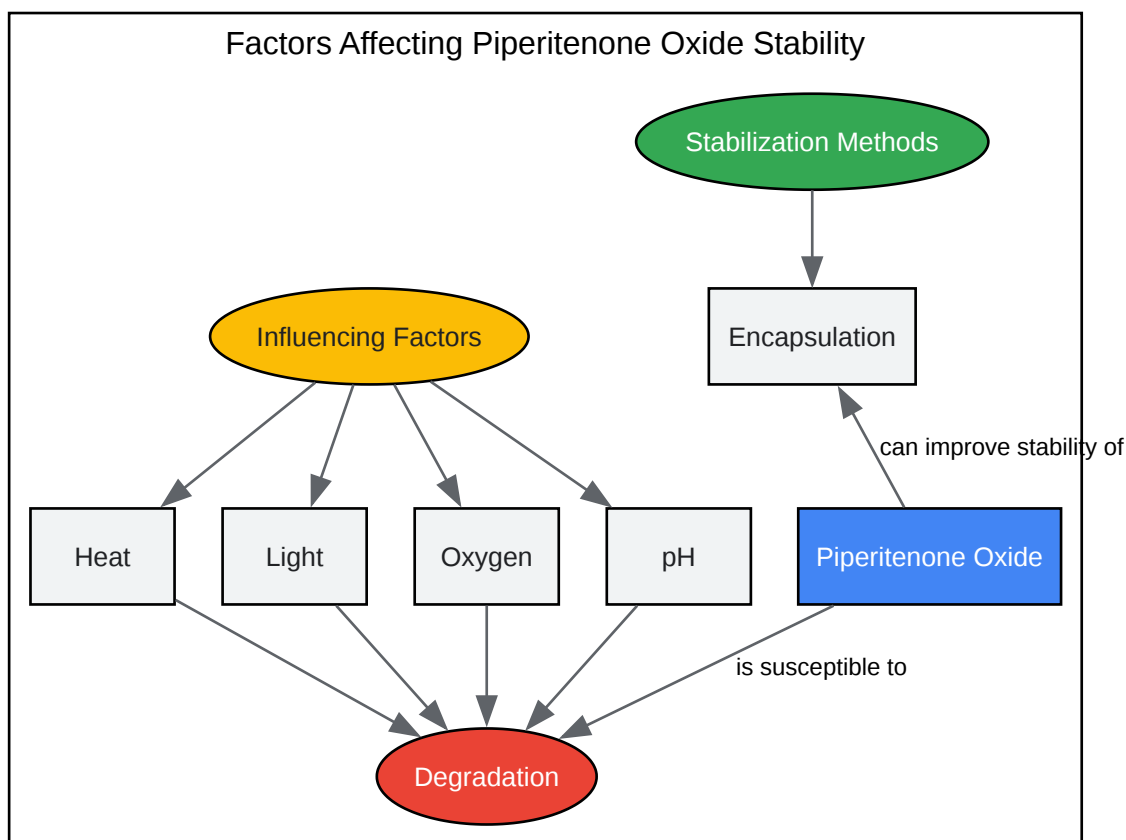 Factors Affecting Piperitenone Oxide Stability
Stabilization Methods
Influencing Factors
Encapsulation
can improve stability of
Heat
Light
Oxygen
pH
Piperitenone Oxide
is susceptible to
Degradation